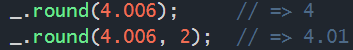 _.round(4.006);      // => 4
_.round(4.006, 2);   // => 4.01